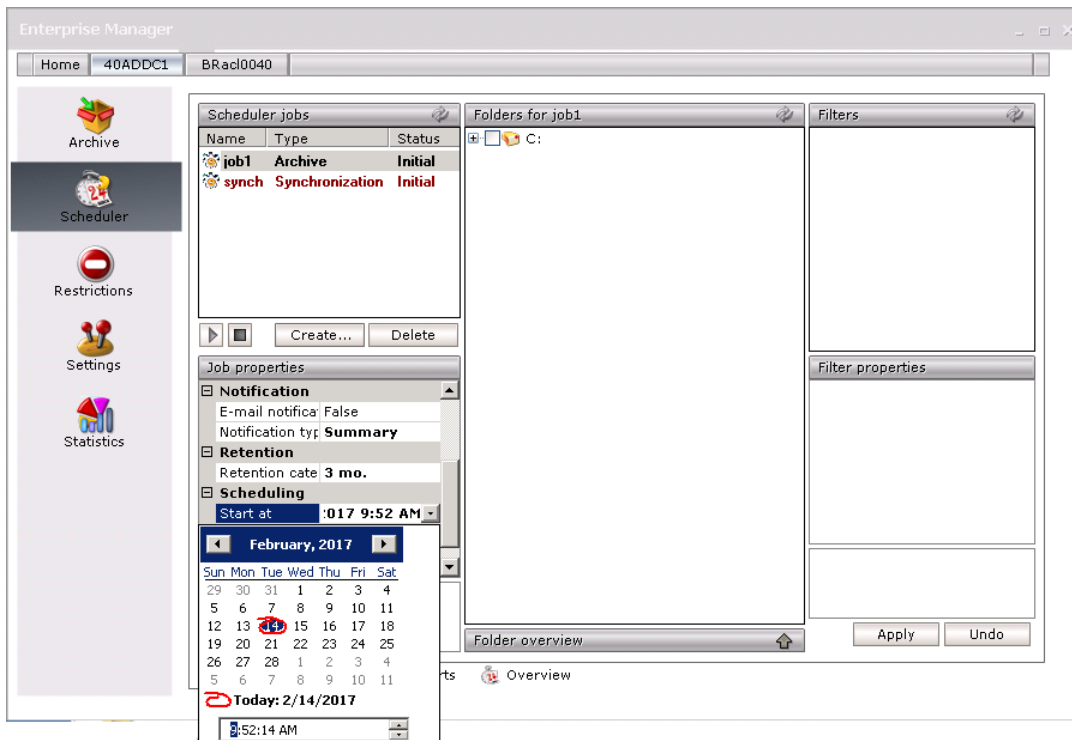 Enterprise Manager
Home 40ADDC1 BRacl0040
Archive
Scheduler
Restrictions
Settings
Statistics
Scheduler jobs
Name Type Status
job1 Archive Initial
synch Synchronization Initial
Create... Delete
Job properties
Notification
E-mail notifica False
Notification typ Summary
Retention
Retention cate 3 mo.
Scheduling
Start at :017 9:52 AM
February, 2017
Sun Mon Tue Wed Thu Fri Sat
29 30 31 1 2 3 4
5 6 7 8 9 10 11
12 13 14 15 16 17 18
19 20 21 22 23 24 25
26 27 28 1 2 3 4
5 6 7 8 9 10 11
Today: 2/14/2017
9:52:14 AM
Folders for job1
C:
Folder overview
Filters
Filter properties
Apply Undo
rts Overview